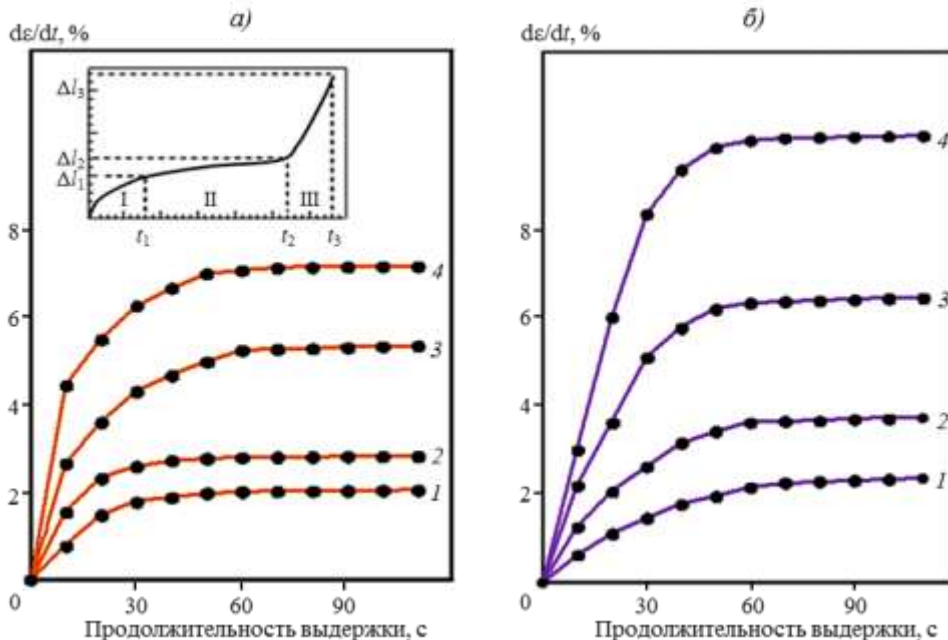 а)
dε/dt, %
Δl₃
Δl₂
Δl₁
I
II
III
t₁
t₂
t₃
8
6
4
2
0
4
3
2
1
30
60
90
Продолжительность выдержки, с
б)
dε/dt, %
8
6
4
2
0
4
3
2
1
30
60
90
Продолжительность выдержки, с